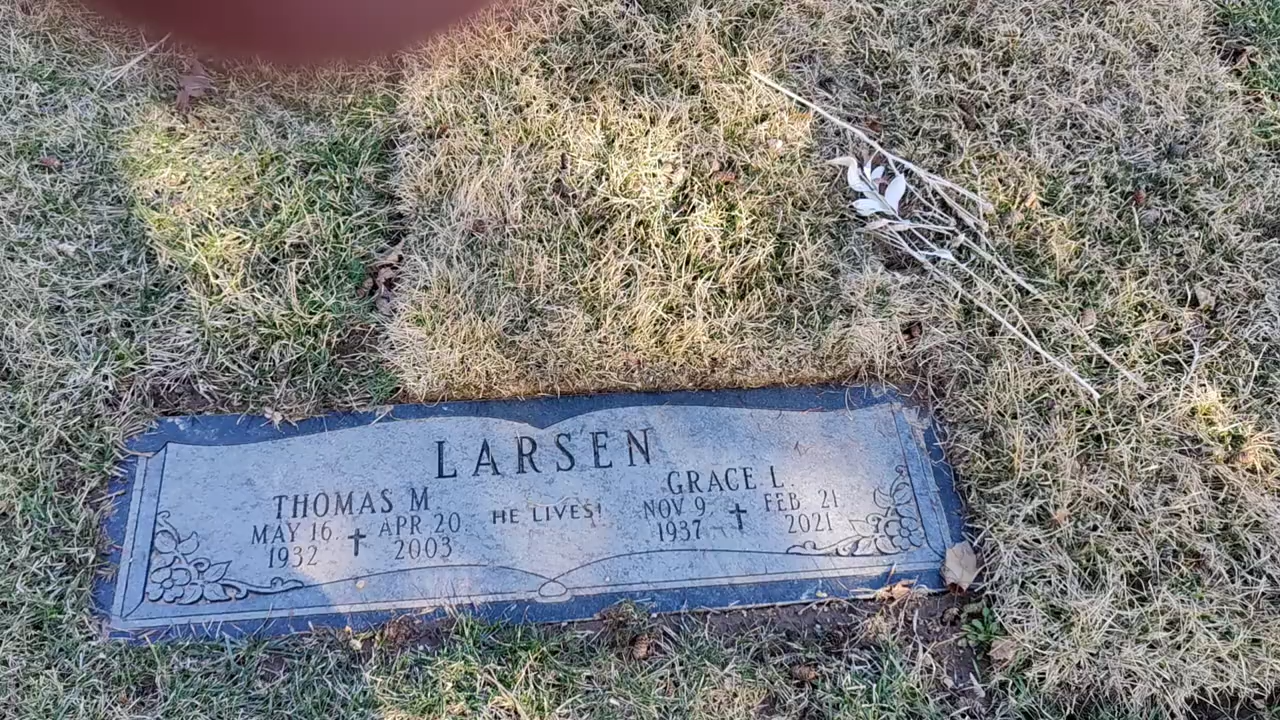 LARSEN
THOMAS M
MAY 16, 1932 ✝ APR 20, 2003
HE LIVES!
GRACE L.
NOV 9, 1937 ✝ FEB 21, 2021